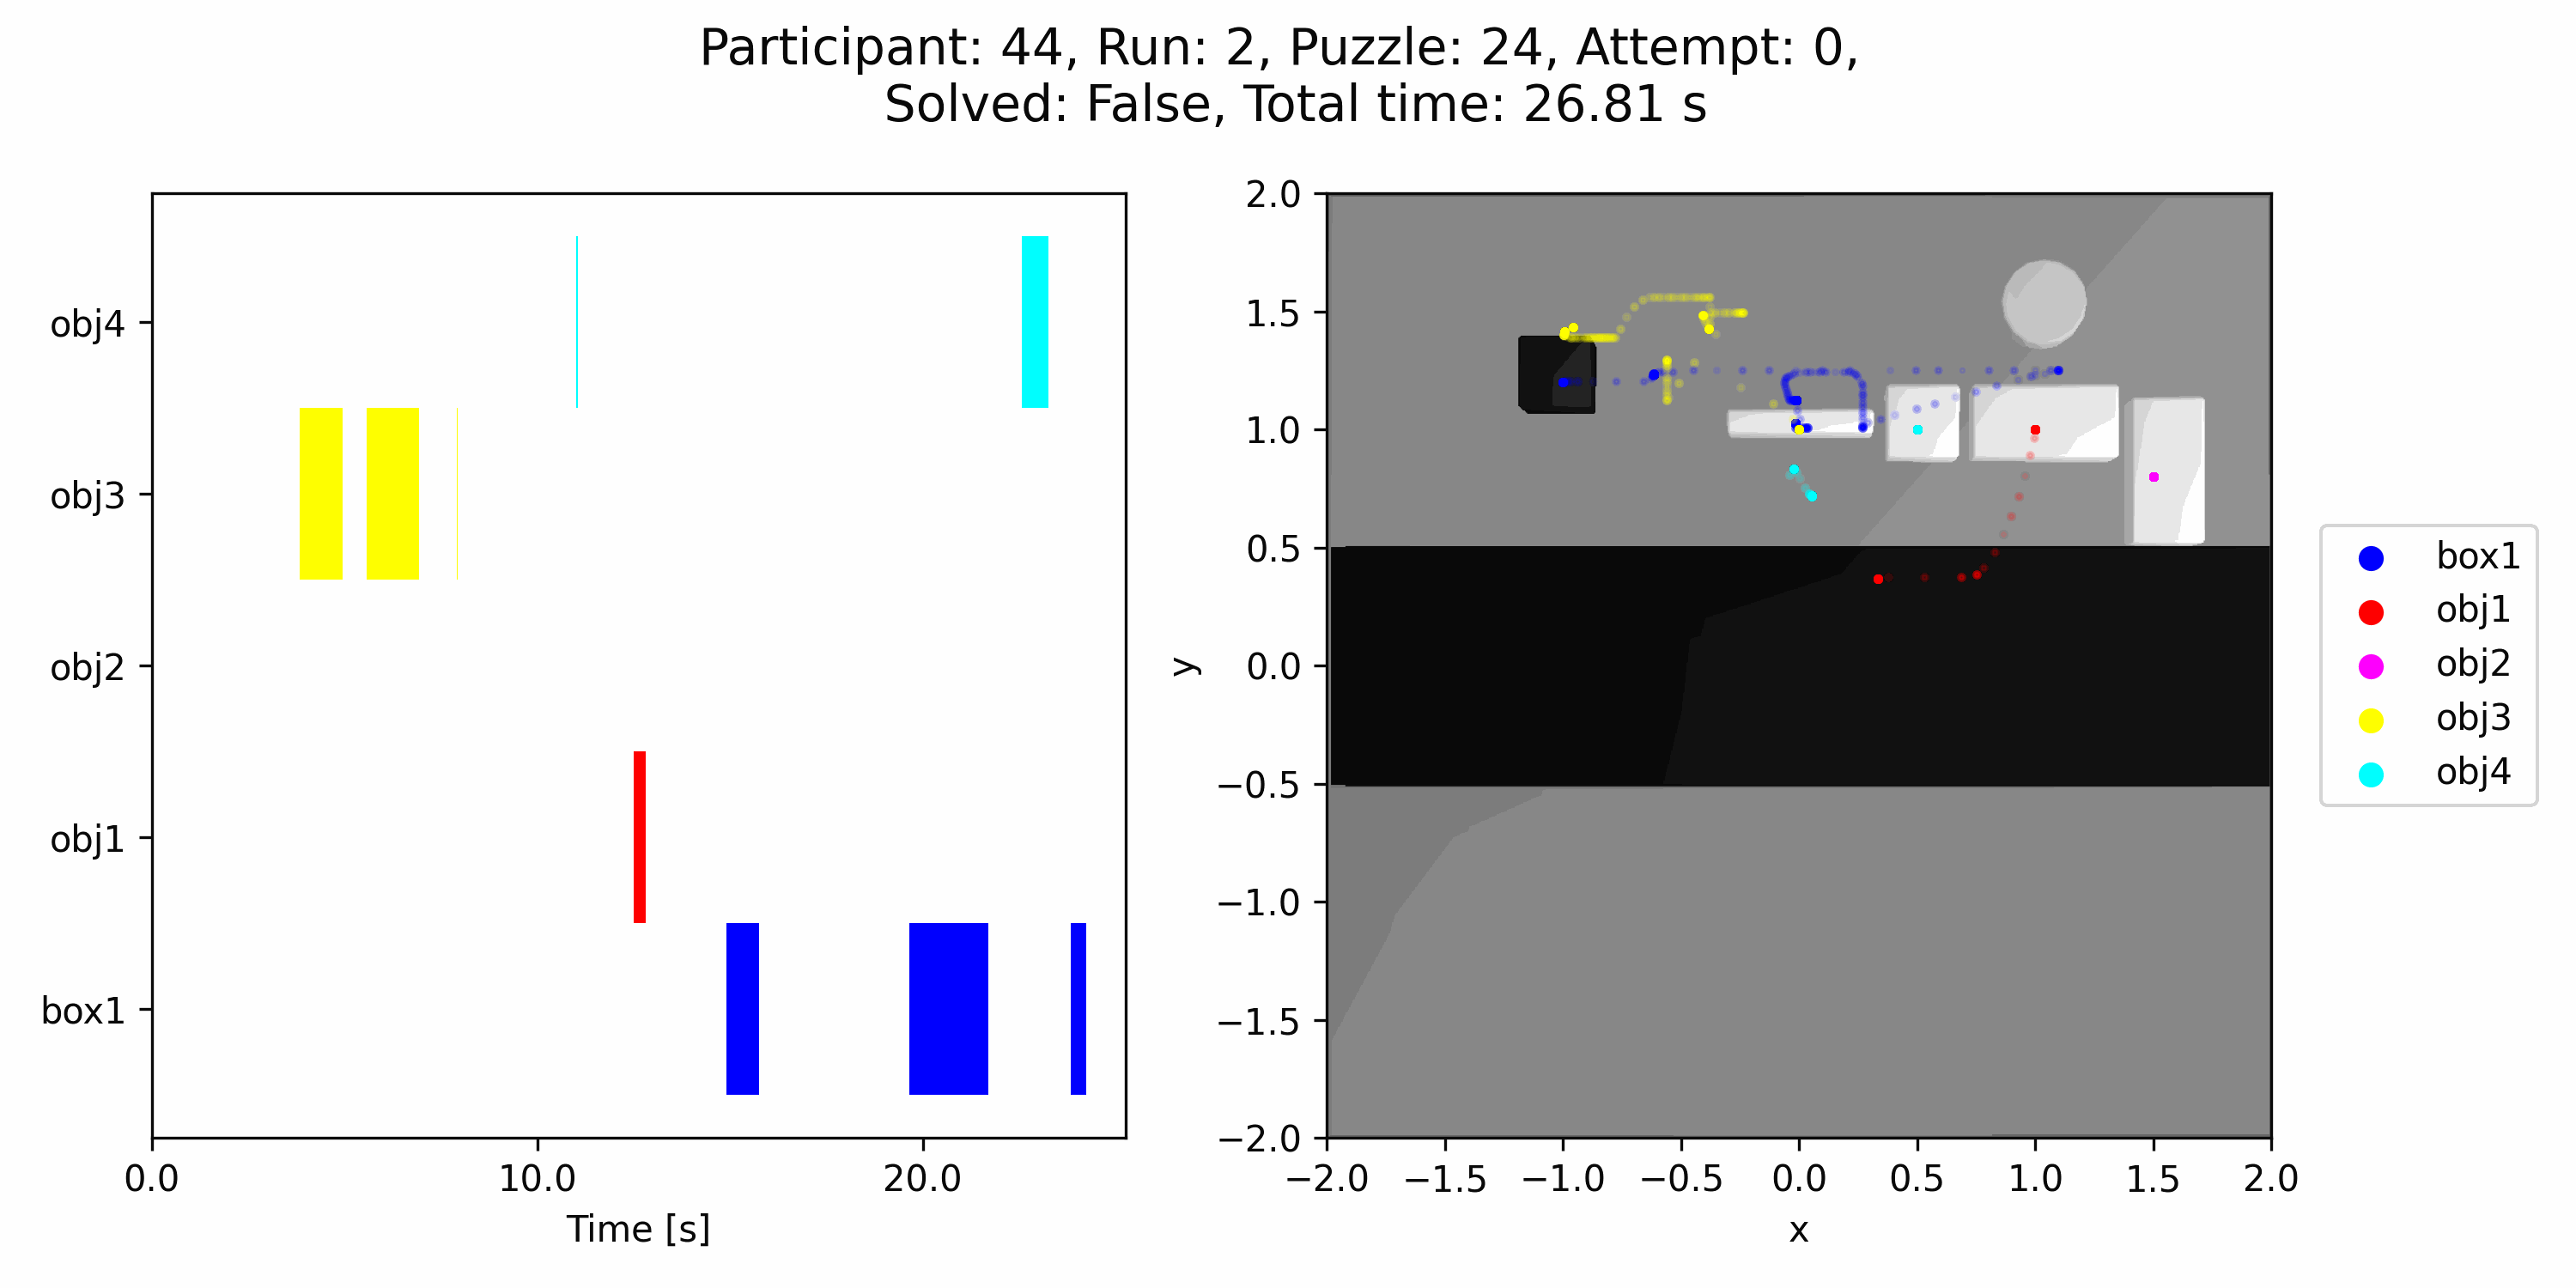 Participant: 44, Run: 2, Puzzle: 24, Attempt: 0,
Solved: False, Total time: 26.81 s
obj4
obj3
obj2
obj1
box1
0.0 10.0 20.0
Time [s]
2.0
1.5
1.0
0.5
0.0
−0.5
−1.0
−1.5
−2.0
y
−2.0 −1.5 −1.0 −0.5 0.0 0.5 1.0 1.5 2.0
x
box1
obj1
obj2
obj3
obj4